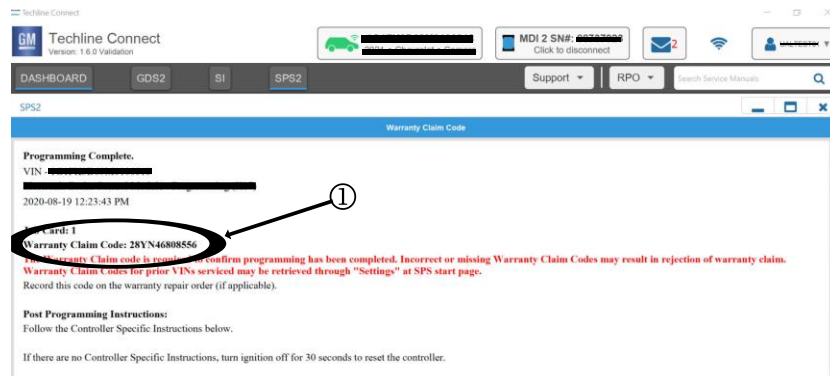 Techline Connect
GM
Techline Connect
Version: 1.6.0 Validation
MDI 2 SN#:
Click to disconnect
2
DASHBOARD GDS2 SI SPS2 Support RPO Search Service Manuals
SPS2
Warranty Claim Code
Programming Complete.
VIN -
2020-08-19 12:23:43 PM
1
Card: 1
Warranty Claim Code: 28YN46808556
The Warranty Claim code is required to confirm programming has been completed. Incorrect or missing Warranty Claim Codes may result in rejection of warranty claim.
Warranty Claim Codes for prior VINs serviced may be retrieved through "Settings" at SPS start page.
Record this code on the warranty repair order (if applicable).
Post Programming Instructions:
Follow the Controller Specific Instructions below.
If there are no Controller Specific Instructions, turn ignition off for 30 seconds to reset the controller.